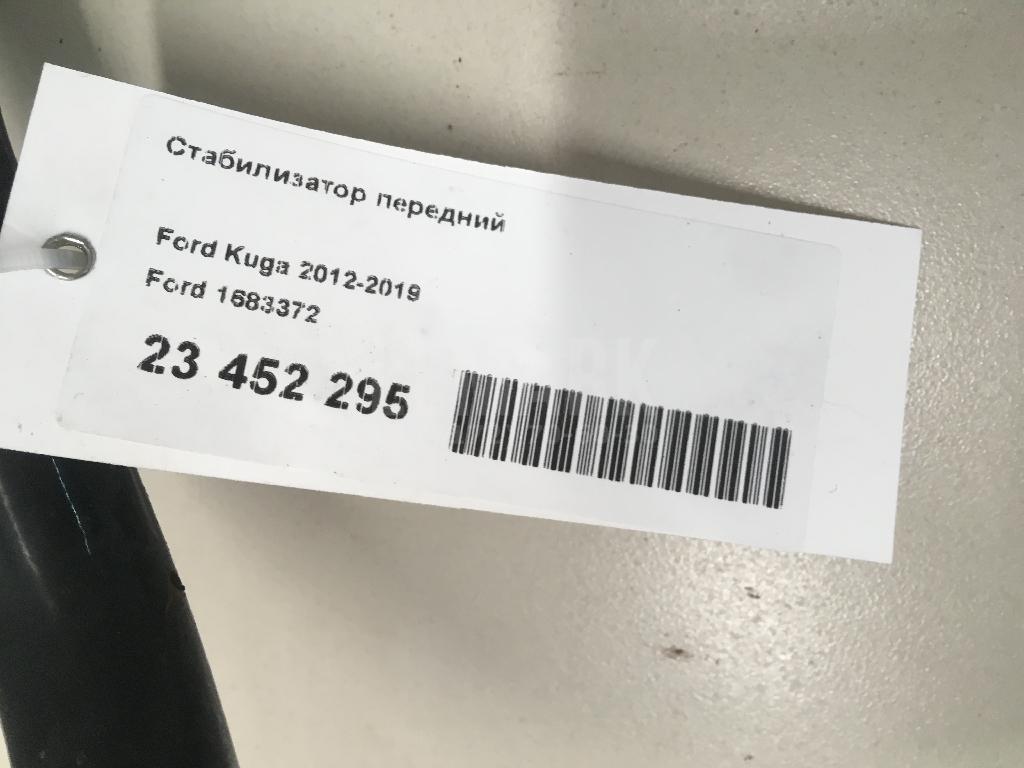 Стабилизатор передний
Ford Kuga 2012-2019
Ford 1683372
23 452 295